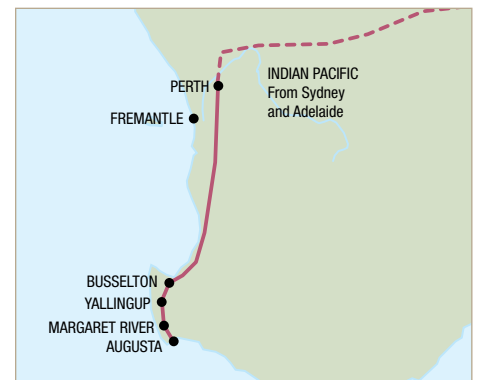 PERTH
INDIAN PACIFIC
From Sydney
and Adelaide
FREMANTLE
BUSSELTON
YALLINGUP
MARGARET RIVER
AUGUSTA